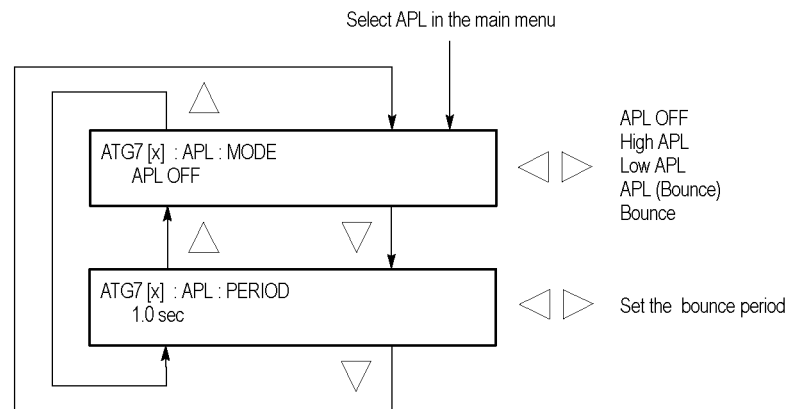 Select APL in the main menu
ATG7 [x] : APL : MODE
APL OFF
APL OFF
High APL
Low APL
APL (Bounce)
Bounce
ATG7 [x] : APL : PERIOD
1.0 sec
Set the bounce period